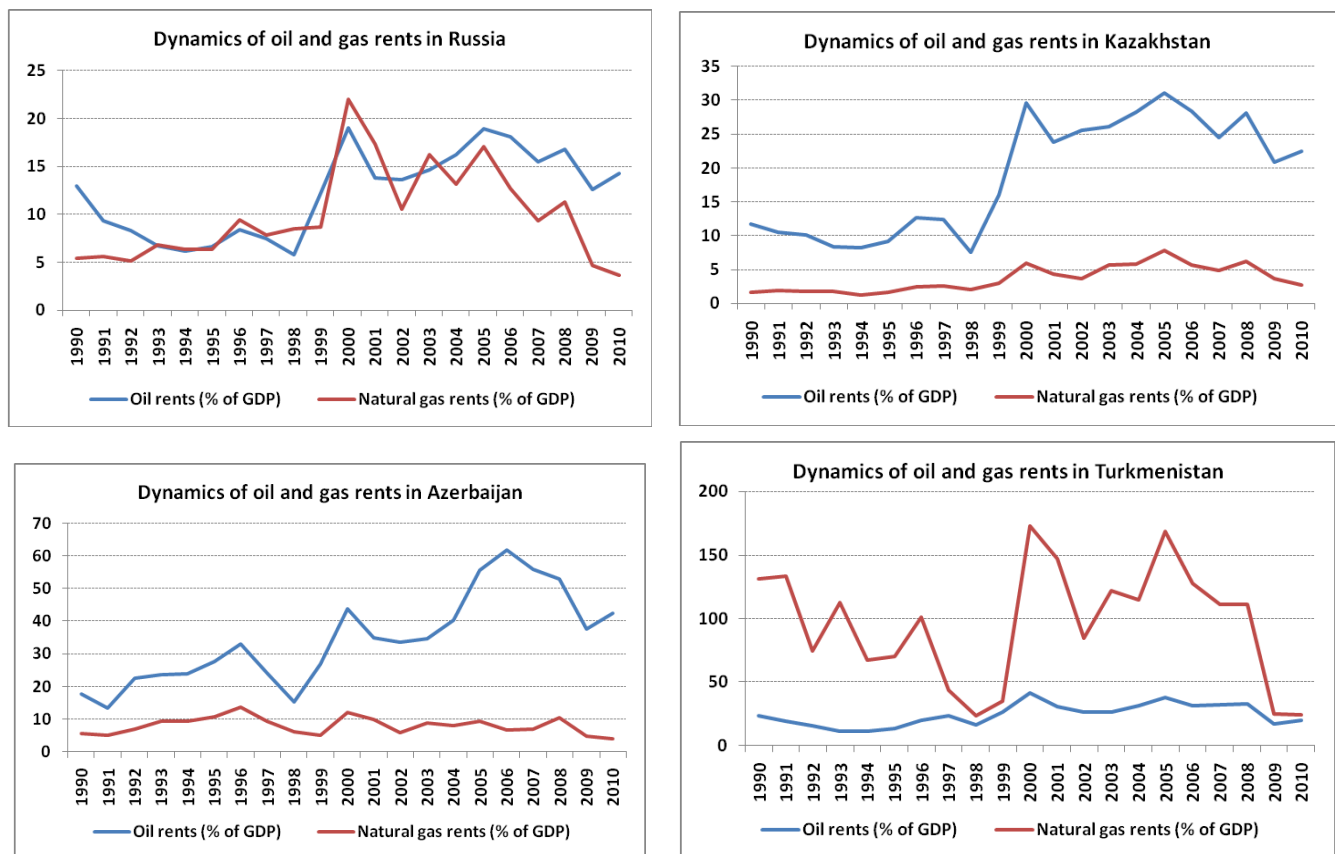 Dynamics of oil and gas rents in Russia
25
20
15
10
5
0
1990 1991 1992 1993 1994 1995 1996 1997 1998 1999 2000 2001 2002 2003 2004 2005 2006 2007 2008 2009 2010
Oil rents (% of GDP) Natural gas rents (% of GDP)
Dynamics of oil and gas rents in Kazakhstan
35
30
25
20
15
10
5
0
1990 1991 1992 1993 1994 1995 1996 1997 1998 1999 2000 2001 2002 2003 2004 2005 2006 2007 2008 2009 2010
Oil rents (% of GDP) Natural gas rents (% of GDP)
Dynamics of oil and gas rents in Azerbaijan
70
60
50
40
30
20
10
0
1990 1991 1992 1993 1994 1995 1996 1997 1998 1999 2000 2001 2002 2003 2004 2005 2006 2007 2008 2009 2010
Oil rents (% of GDP) Natural gas rents (% of GDP)
Dynamics of oil and gas rents in Turkmenistan
200
150
100
50
0
1990 1991 1992 1993 1994 1995 1996 1997 1998 1999 2000 2001 2002 2003 2004 2005 2006 2007 2008 2009 2010
Oil rents (% of GDP) Natural gas rents (% of GDP)